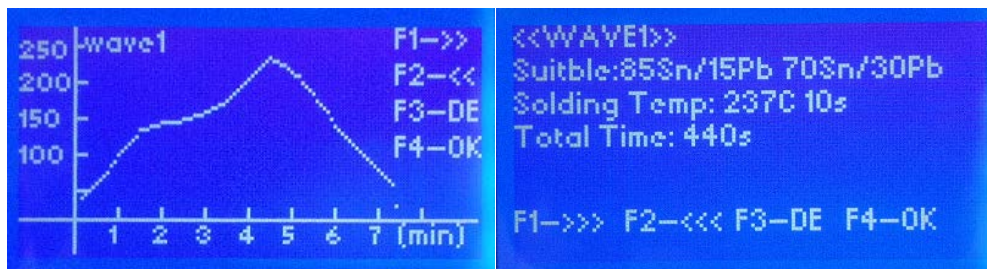 wave1
250
200
150
100
F1->>
F2-<<
F3-DE
F4-OK
1 2 3 4 5 6 7 (min)
<<WAVE1>>
Suitble:85Sn/15Pb 70Sn/30Pb
Solding Temp: 237C 10s
Total Time: 440s
F1->>> F2-<<< F3-DE F4-OK